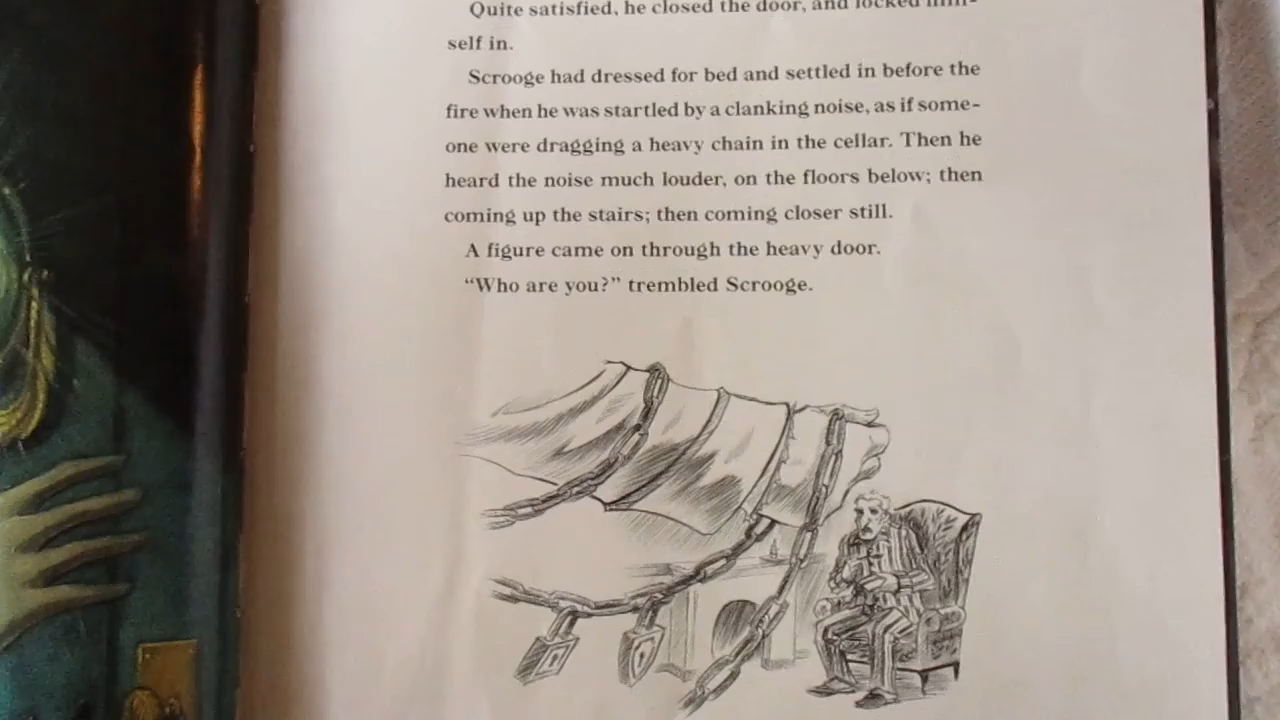 Quite satisfied, he closed the door, and locked him-
self in.
Scrooge had dressed for bed and settled in before the
fire when he was startled by a clanking noise, as if some-
one were dragging a heavy chain in the cellar. Then he
heard the noise much louder, on the floors below; then
coming up the stairs; then coming closer still.
A figure came on through the heavy door.
“Who are you?” trembled Scrooge.